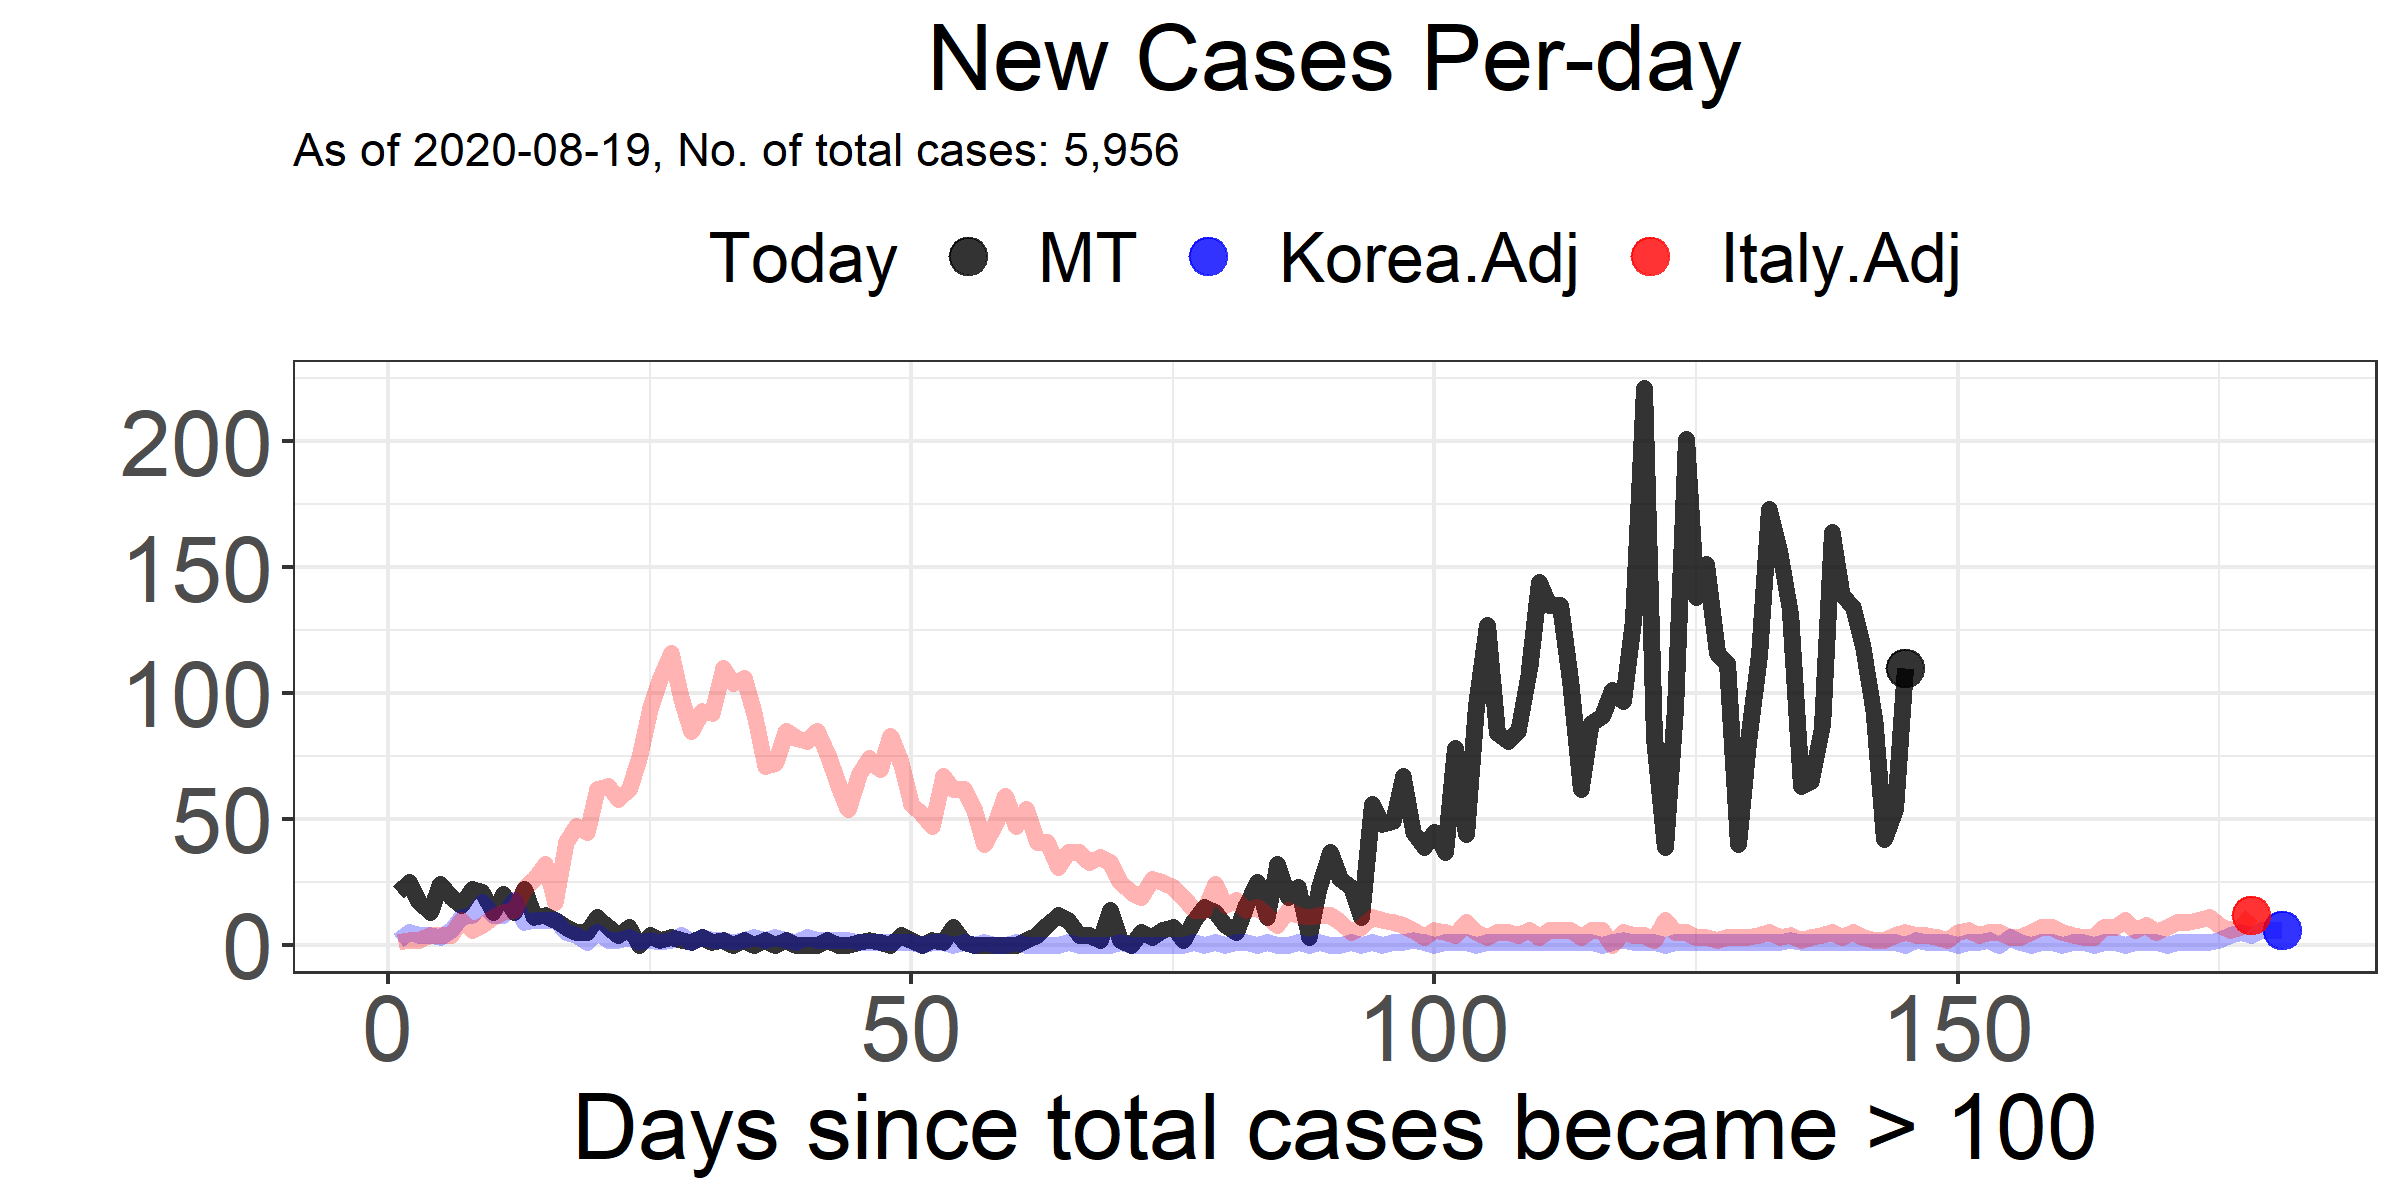 New Cases Per-day
As of 2020-08-19, No. of total cases: 5,956
Today MT Korea.Adj Italy.Adj
200
150
100
50
0
0 50 100 150
Days since total cases became > 100